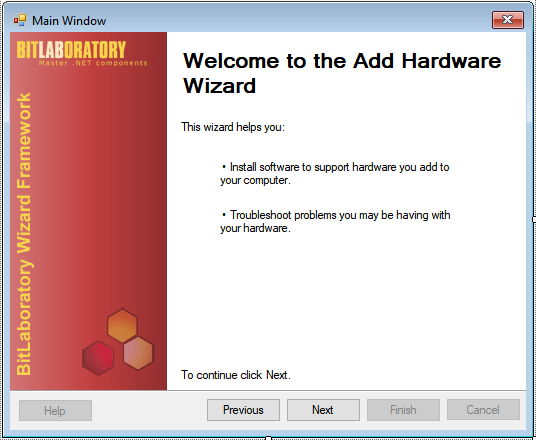 Main Window
BITLABORATORY
Master .NET components
BitLaboratory Wizard Framework
Welcome to the Add Hardware
Wizard
This wizard helps you:
• Install software to support hardware you add to
your computer.
• Troubleshoot problems you may be having with
your hardware.
To continue click Next.
Help
Previous
Next
Finish
Cancel